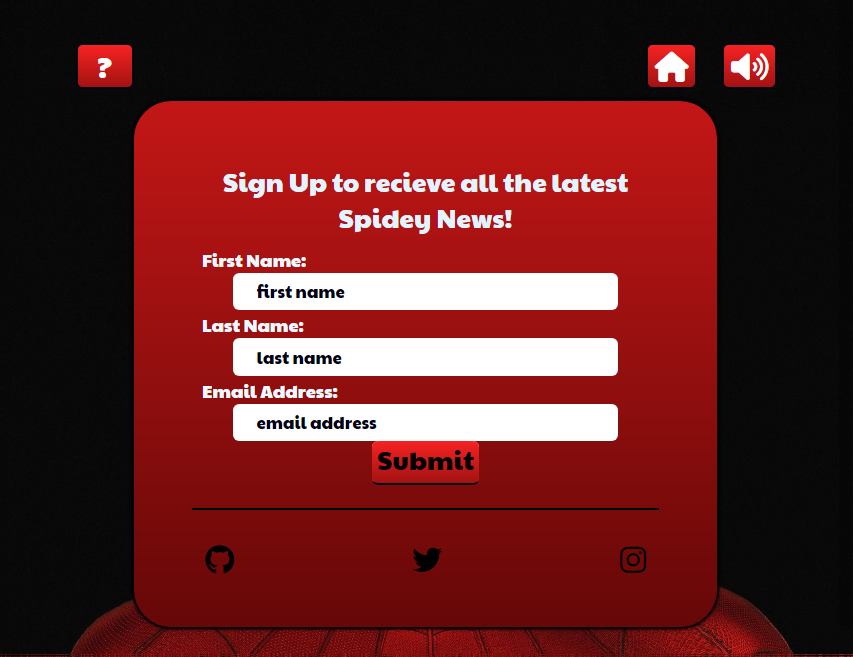 ?
Sign Up to recieve all the latest
Spidey News!
First Name:
first name
Last Name:
last name
Email Address:
email address
Submit